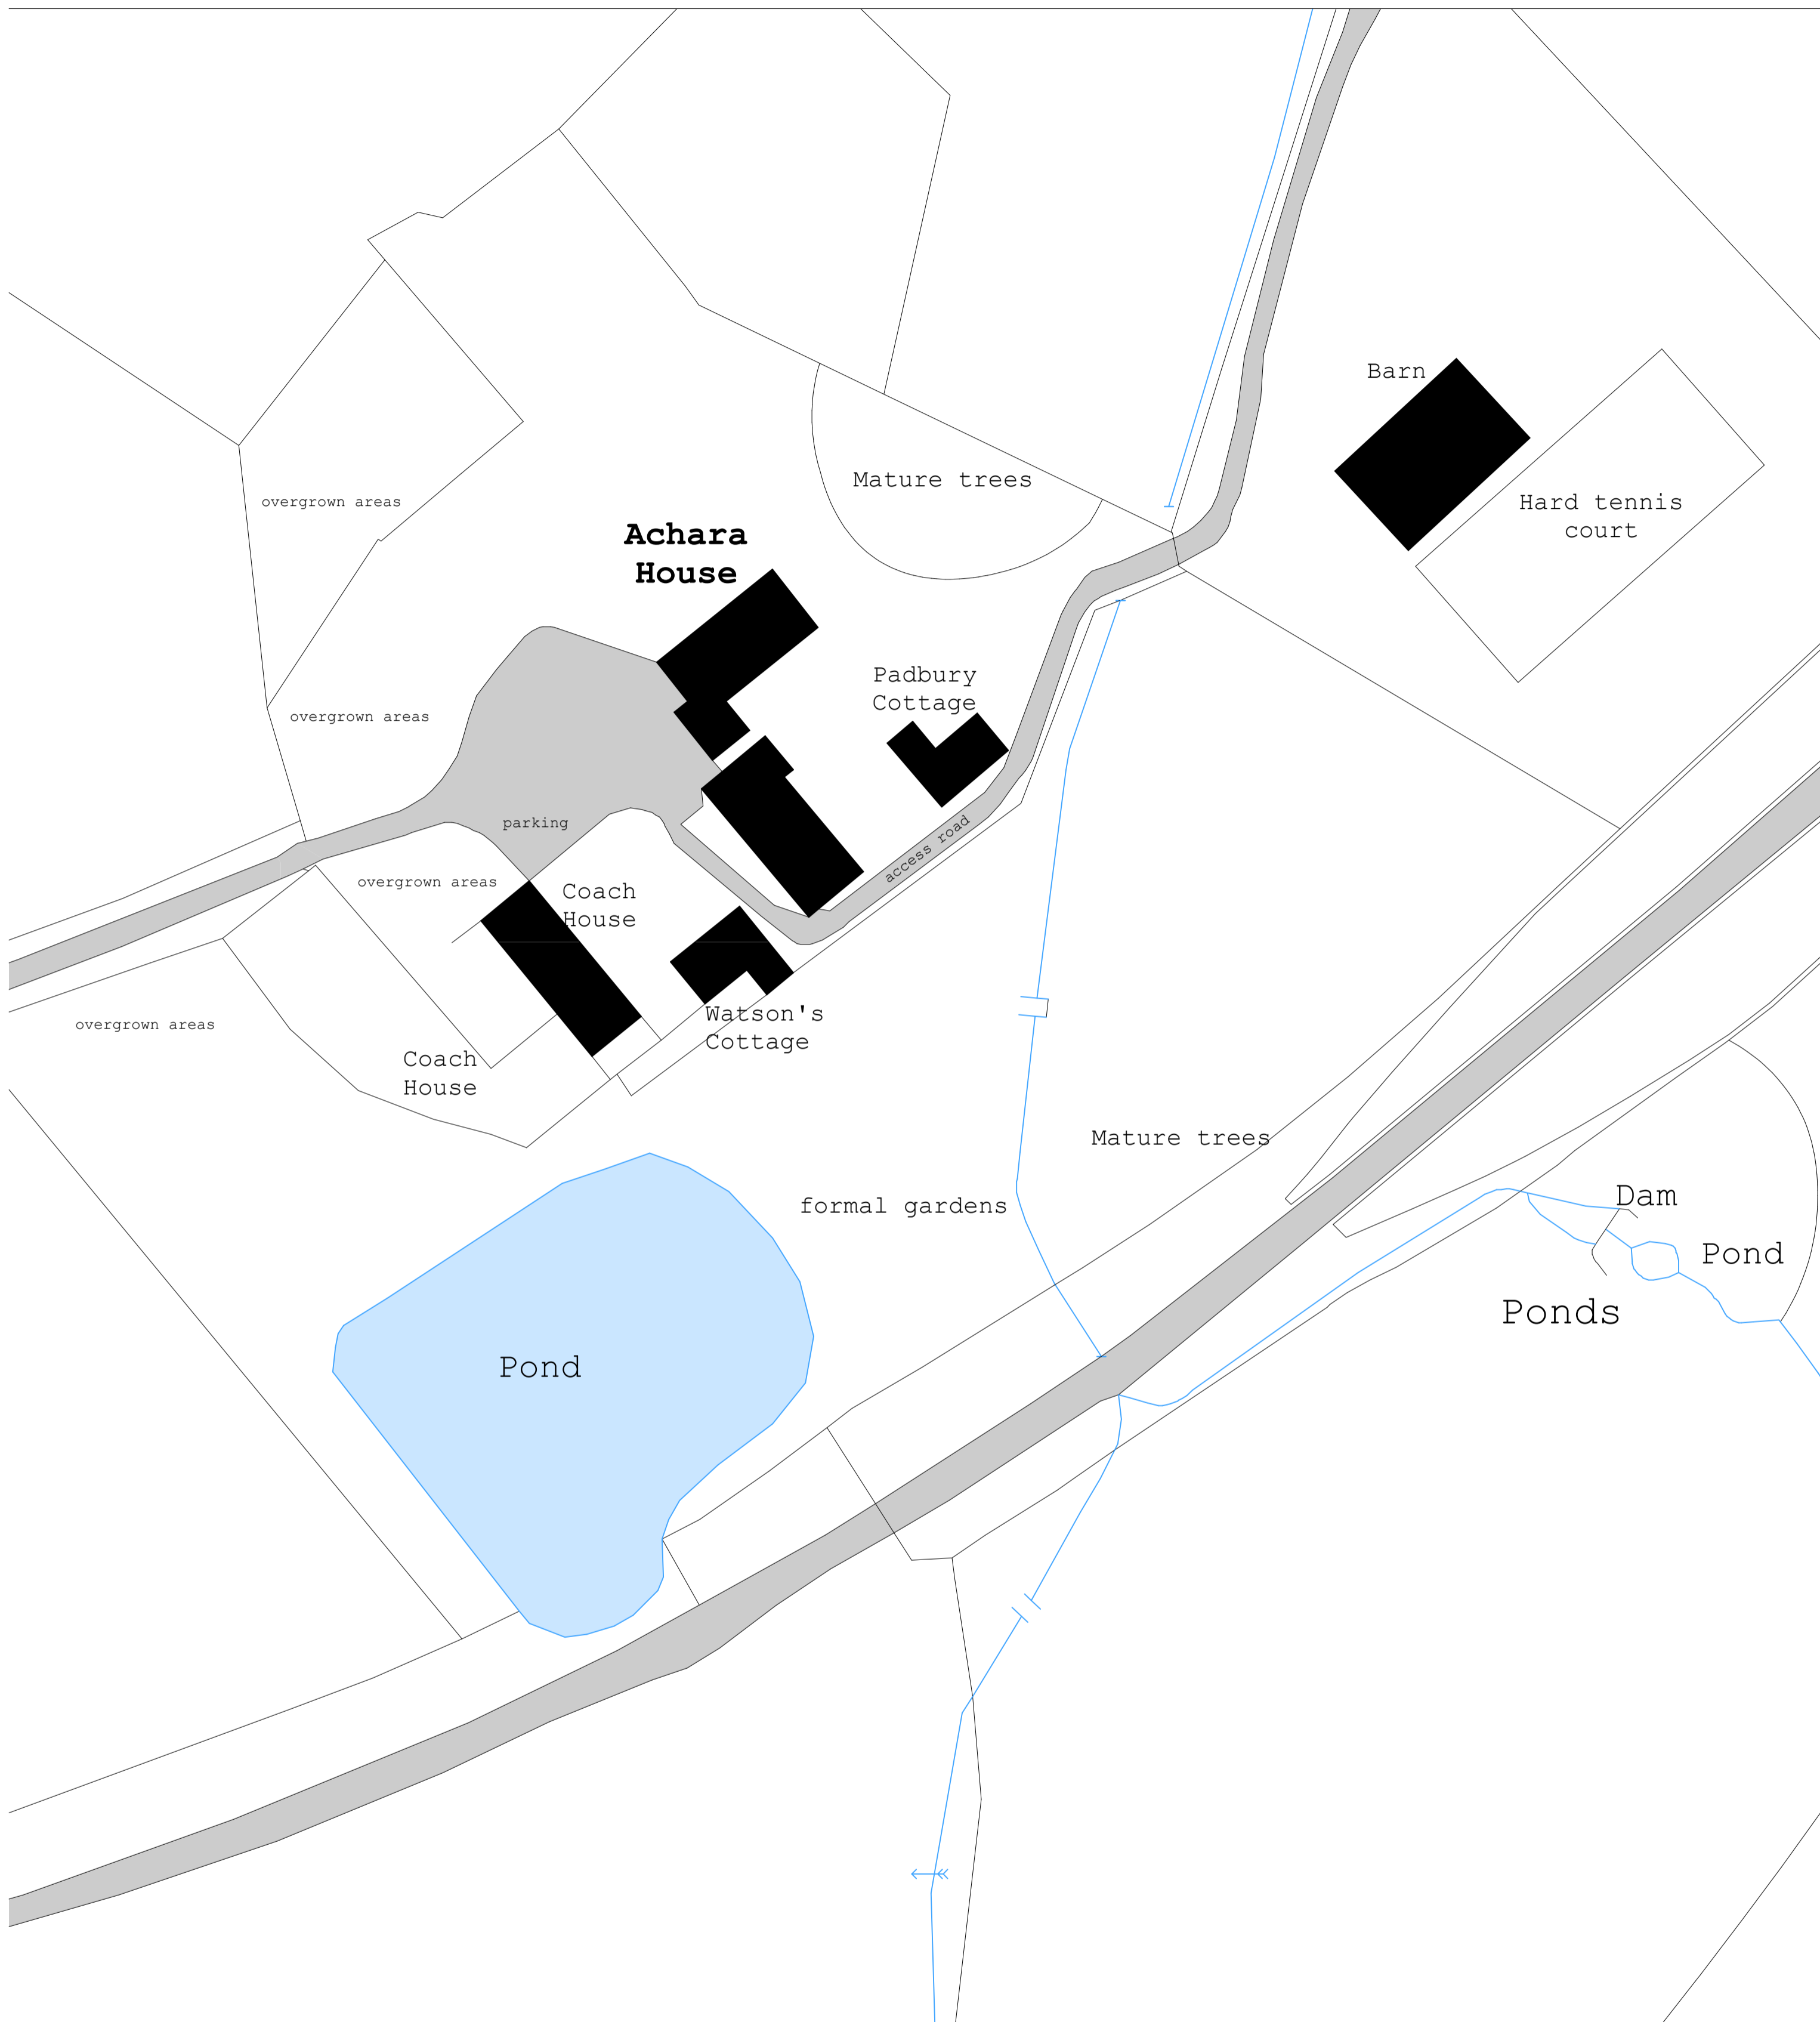 Barn
Mature trees
Hard tennis
court
overgrown areas
Achara
House
Padbury
Cottage
overgrown areas
parking
access road
overgrown areas
Coach
House
Watson's
Cottage
overgrown areas
Coach
House
Mature trees
formal gardens
Dam
Pond
Ponds
Pond